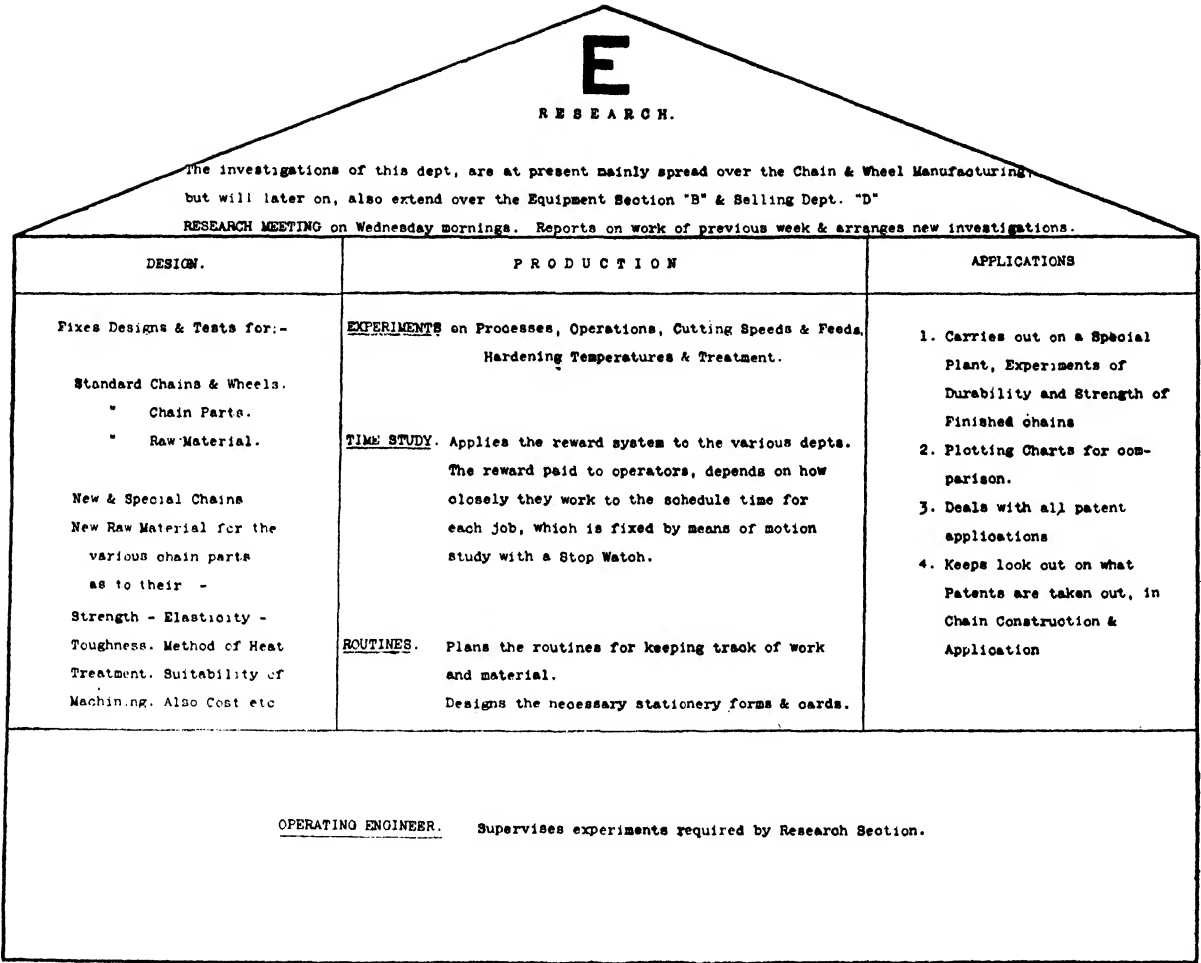 E
RESEARCH.
The investigations of this dept, are at present mainly spread over the Chain & Wheel Manufacturing,
but will later on, also extend over the Equipment Section "B" & Selling Dept. "D"
RESEARCH MEETING on Wednesday mornings. Reports on work of previous week & arranges new investigations.
DESIGN.
Fixes Designs & Tests for:-
Standard Chains & Wheels.
" Chain Parts.
" Raw Material.
New & Special Chains
New Raw Material for the
various chain parts
as to their -
Strength - Elasticity -
Toughness. Method of Heat
Treatment. Suitability of
Machining. Also Cost etc
PRODUCTION
EXPERIMENTS on Processes, Operations, Cutting Speeds & Feeds,
Hardening Temperatures & Treatment.
TIME STUDY. Applies the reward system to the various depts.
The reward paid to operators, depends on how
closely they work to the schedule time for
each job, which is fixed by means of motion
study with a Stop Watch.
ROUTINES. Plans the routines for keeping track of work
and material.
Designs the necessary stationery forms & cards.
APPLICATIONS
1. Carries out on a Special
Plant, Experiments of
Durability and Strength of
Finished chains
2. Plotting Charts for com-
parison.
3. Deals with all patent
applications
4. Keeps look out on what
Patents are taken out, in
Chain Construction &
Application
OPERATING ENGINEER. Supervises experiments required by Research Section.